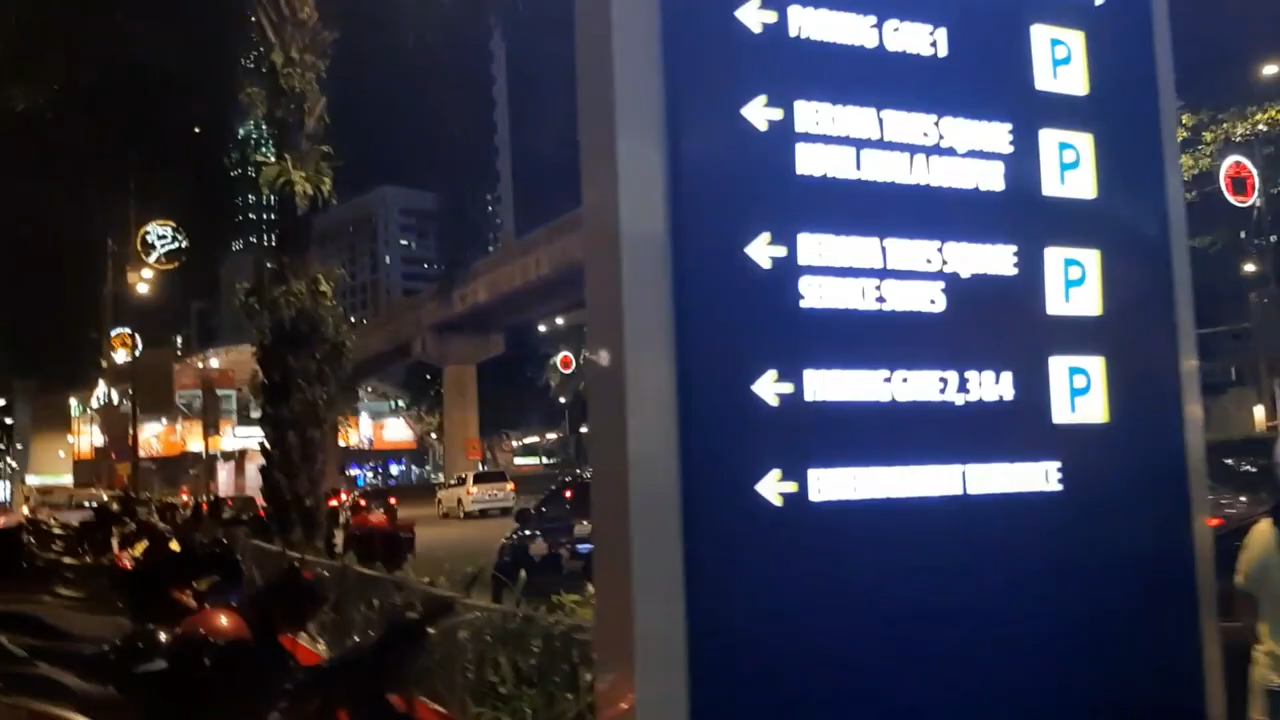 PARKING GATE 1
P
BERJAYA TIMES SQUARE
HOTEL, KUALA LUMPUR
P
BERJAYA TIMES SQUARE
SERVICE SUITES
P
PARKING GATE 2, 3 & 4
P
ENTRANCE